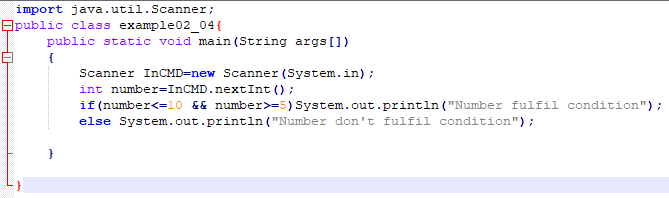 import java.util.Scanner;
public class example02_04{
public static void main(String args[])
{
Scanner InCMD=new Scanner(System.in);
int number=InCMD.nextInt();
if(number<=10 && number>=5)System.out.println("Number fulfil condition");
else System.out.println("Number don't fulfil condition");
}
}